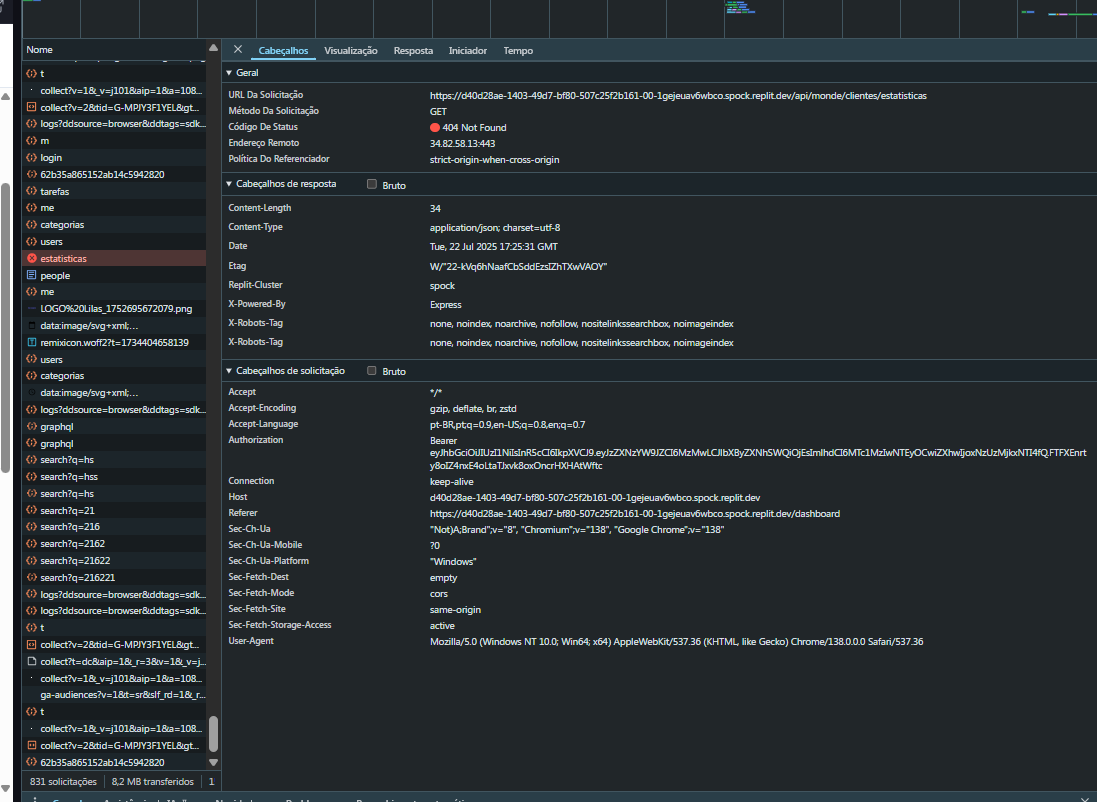 Nome
t
collect?v=1&_v=j101&aip=1&a=108...
collect?v=2&tid=G-MPJY3F1YEL&gt...
logs?ddsource=browser&ddtags=sdk...
m
login
62b35a865152ab14c5942820
tarefas
me
categorias
users
estatisticas
people
me
LOGO%20Lilas_1752695672079.png
data:image/svg+xml;...
remixicon.woff2?t=1734404658139
users
categorias
data:image/svg+xml;...
logs?ddsource=browser&ddtags=sdk...
graphql
graphql
search?q=hs
search?q=hss
search?q=hs
search?q=21
search?q=216
search?q=2162
search?q=21622
search?q=216221
logs?ddsource=browser&ddtags=sdk...
logs?ddsource=browser&ddtags=sdk...
t
collect?v=2&tid=G-MPJY3F1YEL&gt...
collect?t=dc&aip=1&_r=3&v=1&_v=j...
collect?v=1&_v=j101&aip=1&a=108...
ga-audiences?v=1&t=sr&slf_rd=1&_r...
t
collect?v=1&_v=j101&aip=1&a=108...
collect?v=2&tid=G-MPJY3F1YEL&gt...
62b35a865152ab14c5942820
831 solicitações 8,2 MB transferidos 1
Cabeçalhos Visualização Resposta Iniciador Tempo
Geral
URL Da Solicitação https://d40d28ae-1403-49d7-bf80-507c25f2b161-00-1gejeuav6wbco.spock.replit.dev/api/monde/clientes/estatisticas
Método Da Solicitação GET
Código De Status 404 Not Found
Endereço Remoto 34.82.58.13:443
Política Do Referenciador strict-origin-when-cross-origin
Cabeçalhos de resposta Bruto
Content-Length 34
Content-Type application/json; charset=utf-8
Date Tue, 22 Jul 2025 17:25:31 GMT
Etag W/"22-kVq6hNaafCbSddEzsIZhTXwVAOY"
Replit-Cluster spock
X-Powered-By Express
X-Robots-Tag none, noindex, noarchive, nofollow, nositelinkssearchbox, noimageindex
X-Robots-Tag none, noindex, noarchive, nofollow, nositelinkssearchbox, noimageindex
Cabeçalhos de solicitação Bruto
Accept */*
Accept-Encoding gzip, deflate, br, zstd
Accept-Language pt-BR,pt;q=0.9,en-US;q=0.8,en;q=0.7
Authorization Bearer
Connection keep-alive
Host d40d28ae-1403-49d7-bf80-507c25f2b161-00-1gejeuav6wbco.spock.replit.dev
Referer https://d40d28ae-1403-49d7-bf80-507c25f2b161-00-1gejeuav6wbco.spock.replit.dev/dashboard
Sec-Ch-Ua "Not)A;Brand";v="8", "Chromium";v="138", "Google Chrome";v="138"
Sec-Ch-Ua-Mobile ?0
Sec-Ch-Ua-Platform "Windows"
Sec-Fetch-Dest empty
Sec-Fetch-Mode cors
Sec-Fetch-Site same-origin
Sec-Fetch-Storage-Access active
User-Agent Mozilla/5.0 (Windows NT 10.0; Win64; x64) AppleWebKit/537.36 (KHTML, like Gecko) Chrome/138.0.0.0 Safari/537.36